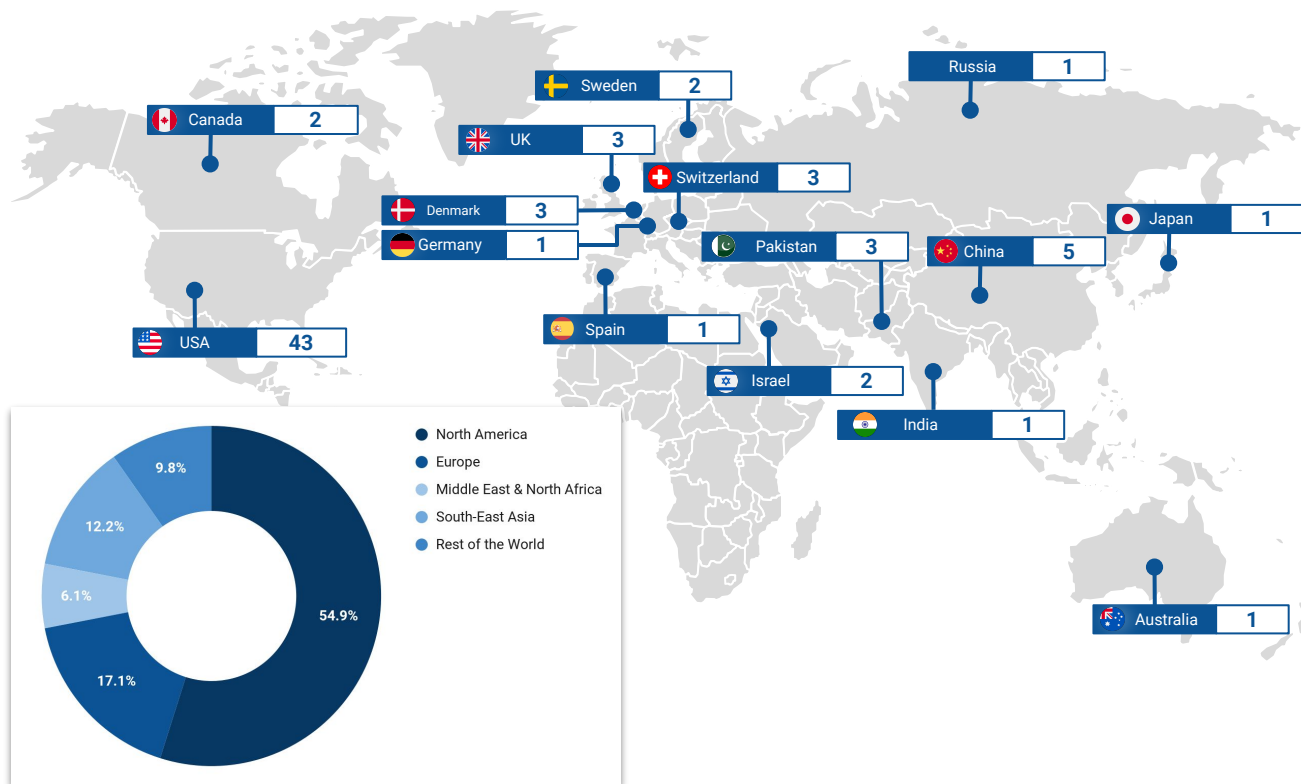 Russia 1
Sweden 2
Canada 2
UK 3
Switzerland 3
Denmark 3
Japan 1
Germany 1
Pakistan 3
China 5
Spain 1
USA 43
Israel 2
India 1
North America
Europe
Middle East & North Africa
South-East Asia
Rest of the World
9.8%
12.2%
6.1%
54.9%
17.1%
Australia 1